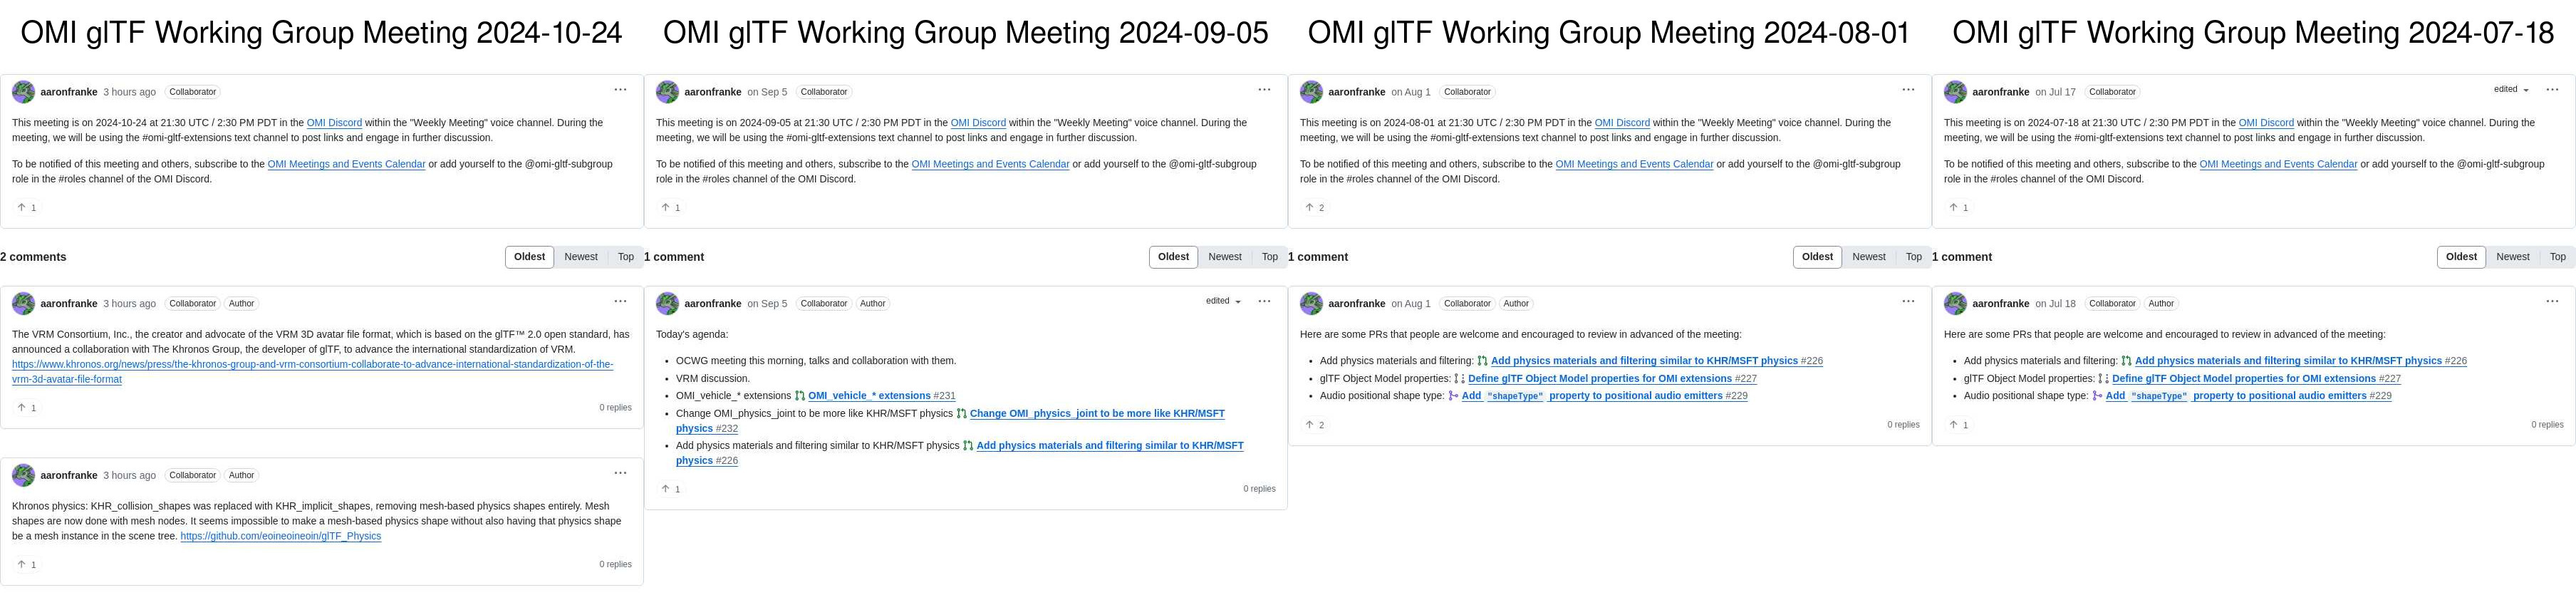 OMI glTF Working Group Meeting 2024-10-24
aaronfranke 3 hours ago Collaborator
This meeting is on 2024-10-24 at 21:30 UTC / 2:30 PM PDT in the OMI Discord within the "Weekly Meeting" voice channel. During the
meeting, we will be using the #omi-gltf-extensions text channel to post links and engage in further discussion.
To be notified of this meeting and others, subscribe to the OMI Meetings and Events Calendar or add yourself to the @omi-gltf-subgroup
role in the #roles channel of the OMI Discord.
1
2 comments
Oldest Newest Top
aaronfranke 3 hours ago Collaborator Author
The VRM Consortium, Inc., the creator and advocate of the VRM 3D avatar file format, which is based on the glTF™ 2.0 open standard, has
announced a collaboration with The Khronos Group, the developer of glTF, to advance the international standardization of VRM.
https://www.khronos.org/news/press/the-khronos-group-and-vrm-consortium-collaborate-to-advance-international-standardization-of-the-
vrm-3d-avatar-file-format
1 0 replies
aaronfranke 3 hours ago Collaborator Author
Khronos physics: KHR_collision_shapes was replaced with KHR_implicit_shapes, removing mesh-based physics shapes entirely. Mesh
shapes are now done with mesh nodes. It seems impossible to make a mesh-based physics shape without also having that physics shape
be a mesh instance in the scene tree. https://github.com/eoineoineoin/glTF_Physics
1 0 replies
OMI glTF Working Group Meeting 2024-09-05
aaronfranke on Sep 5 Collaborator
This meeting is on 2024-09-05 at 21:30 UTC / 2:30 PM PDT in the OMI Discord within the "Weekly Meeting" voice channel. During the
meeting, we will be using the #omi-gltf-extensions text channel to post links and engage in further discussion.
To be notified of this meeting and others, subscribe to the OMI Meetings and Events Calendar or add yourself to the @omi-gltf-subgroup
role in the #roles channel of the OMI Discord.
1
1 comment
Oldest Newest Top
aaronfranke on Sep 5 Collaborator Author edited
Today's agenda:
• OCWG meeting this morning, talks and collaboration with them.
• VRM discussion.
• OMI_vehicle_* extensions OMI_vehicle_* extensions #231
• Change OMI_physics_joint to be more like KHR/MSFT physics Change OMI_physics_joint to be more like KHR/MSFT
physics #232
• Add physics materials and filtering similar to KHR/MSFT physics Add physics materials and filtering similar to KHR/MSFT
physics #226
1 0 replies
OMI glTF Working Group Meeting 2024-08-01
aaronfranke on Aug 1 Collaborator
This meeting is on 2024-08-01 at 21:30 UTC / 2:30 PM PDT in the OMI Discord within the "Weekly Meeting" voice channel. During the
meeting, we will be using the #omi-gltf-extensions text channel to post links and engage in further discussion.
To be notified of this meeting and others, subscribe to the OMI Meetings and Events Calendar or add yourself to the @omi-gltf-subgroup
role in the #roles channel of the OMI Discord.
2
1 comment
Oldest Newest Top
aaronfranke on Aug 1 Collaborator Author
Here are some PRs that people are welcome and encouraged to review in advanced of the meeting:
• Add physics materials and filtering: Add physics materials and filtering similar to KHR/MSFT physics #226
• glTF Object Model properties: Define glTF Object Model properties for OMI extensions #227
• Audio positional shape type: Add "shapeType" property to positional audio emitters #229
2 0 replies
OMI glTF Working Group Meeting 2024-07-18
aaronfranke on Jul 17 Collaborator edited
This meeting is on 2024-07-18 at 21:30 UTC / 2:30 PM PDT in the OMI Discord within the "Weekly Meeting" voice channel. During the
meeting, we will be using the #omi-gltf-extensions text channel to post links and engage in further discussion.
To be notified of this meeting and others, subscribe to the OMI Meetings and Events Calendar or add yourself to the @omi-gltf-subgroup
role in the #roles channel of the OMI Discord.
1
1 comment
Oldest Newest Top
aaronfranke on Jul 18 Collaborator Author
Here are some PRs that people are welcome and encouraged to review in advanced of the meeting:
• Add physics materials and filtering: Add physics materials and filtering similar to KHR/MSFT physics #226
• glTF Object Model properties: Define glTF Object Model properties for OMI extensions #227
• Audio positional shape type: Add "shapeType" property to positional audio emitters #229
1 0 replies